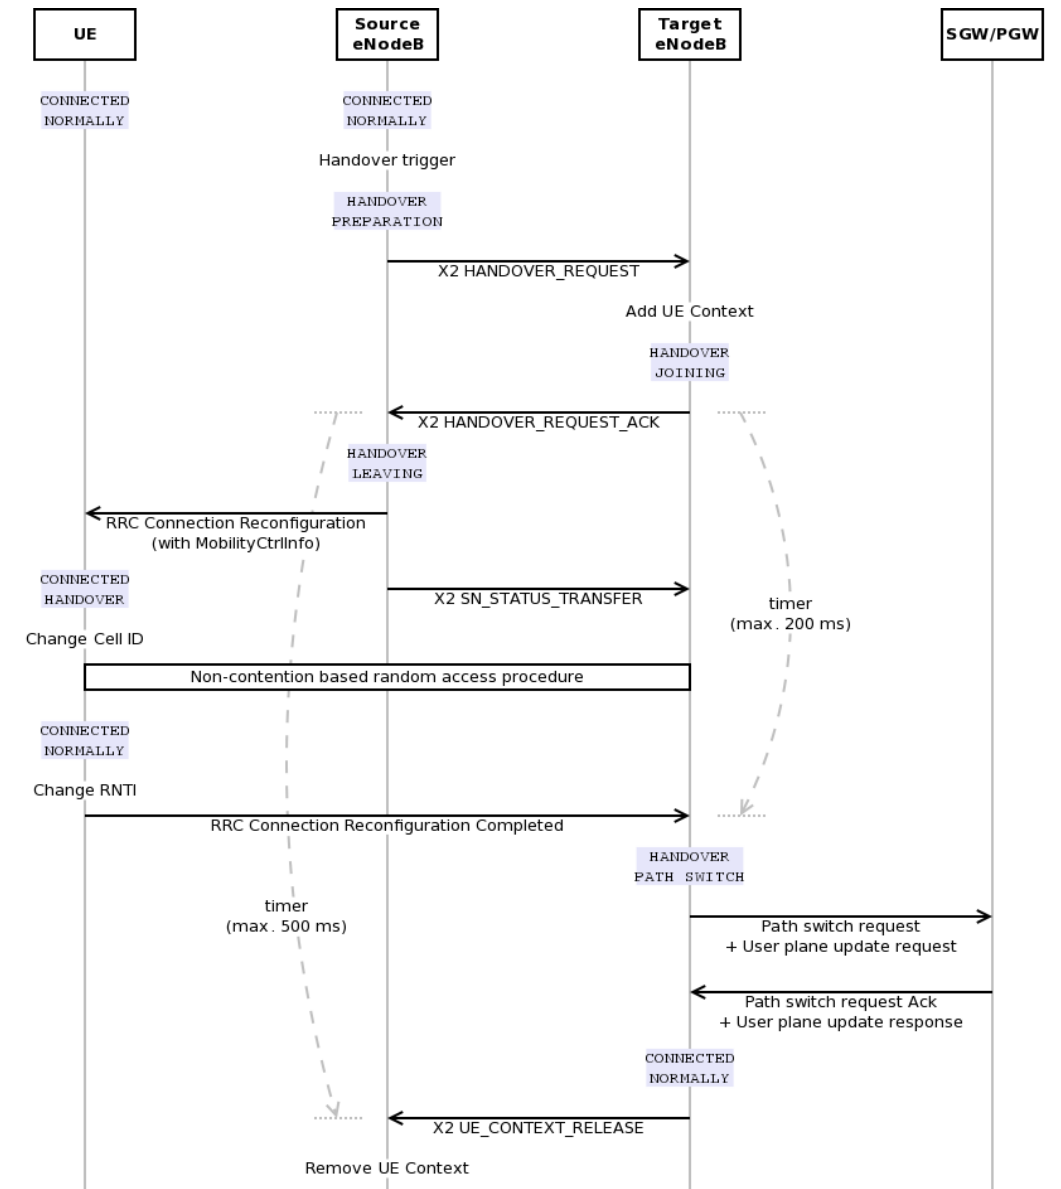 UE
Source
eNodeB
Target
eNodeB
SGW/PGW
CONNECTED
NORMALLY
CONNECTED
NORMALLY
Handover trigger
HANDOVER
PREPARATION
X2 HANDOVER_REQUEST
Add UE Context
HANDOVER
JOINING
X2 HANDOVER_REQUEST_ACK
HANDOVER
LEAVING
RRC Connection Reconfiguration
(with MobilityCtrlInfo)
CONNECTED
HANDOVER
X2 SN_STATUS_TRANSFER
timer
(max. 200 ms)
Change Cell ID
Non-contention based random access procedure
CONNECTED
NORMALLY
Change RNTI
RRC Connection Reconfiguration Completed
HANDOVER
PATH SWITCH
timer
(max. 500 ms)
Path switch request
+ User plane update request
Path switch request Ack
+ User plane update response
CONNECTED
NORMALLY
X2 UE_CONTEXT_RELEASE
Remove UE Context